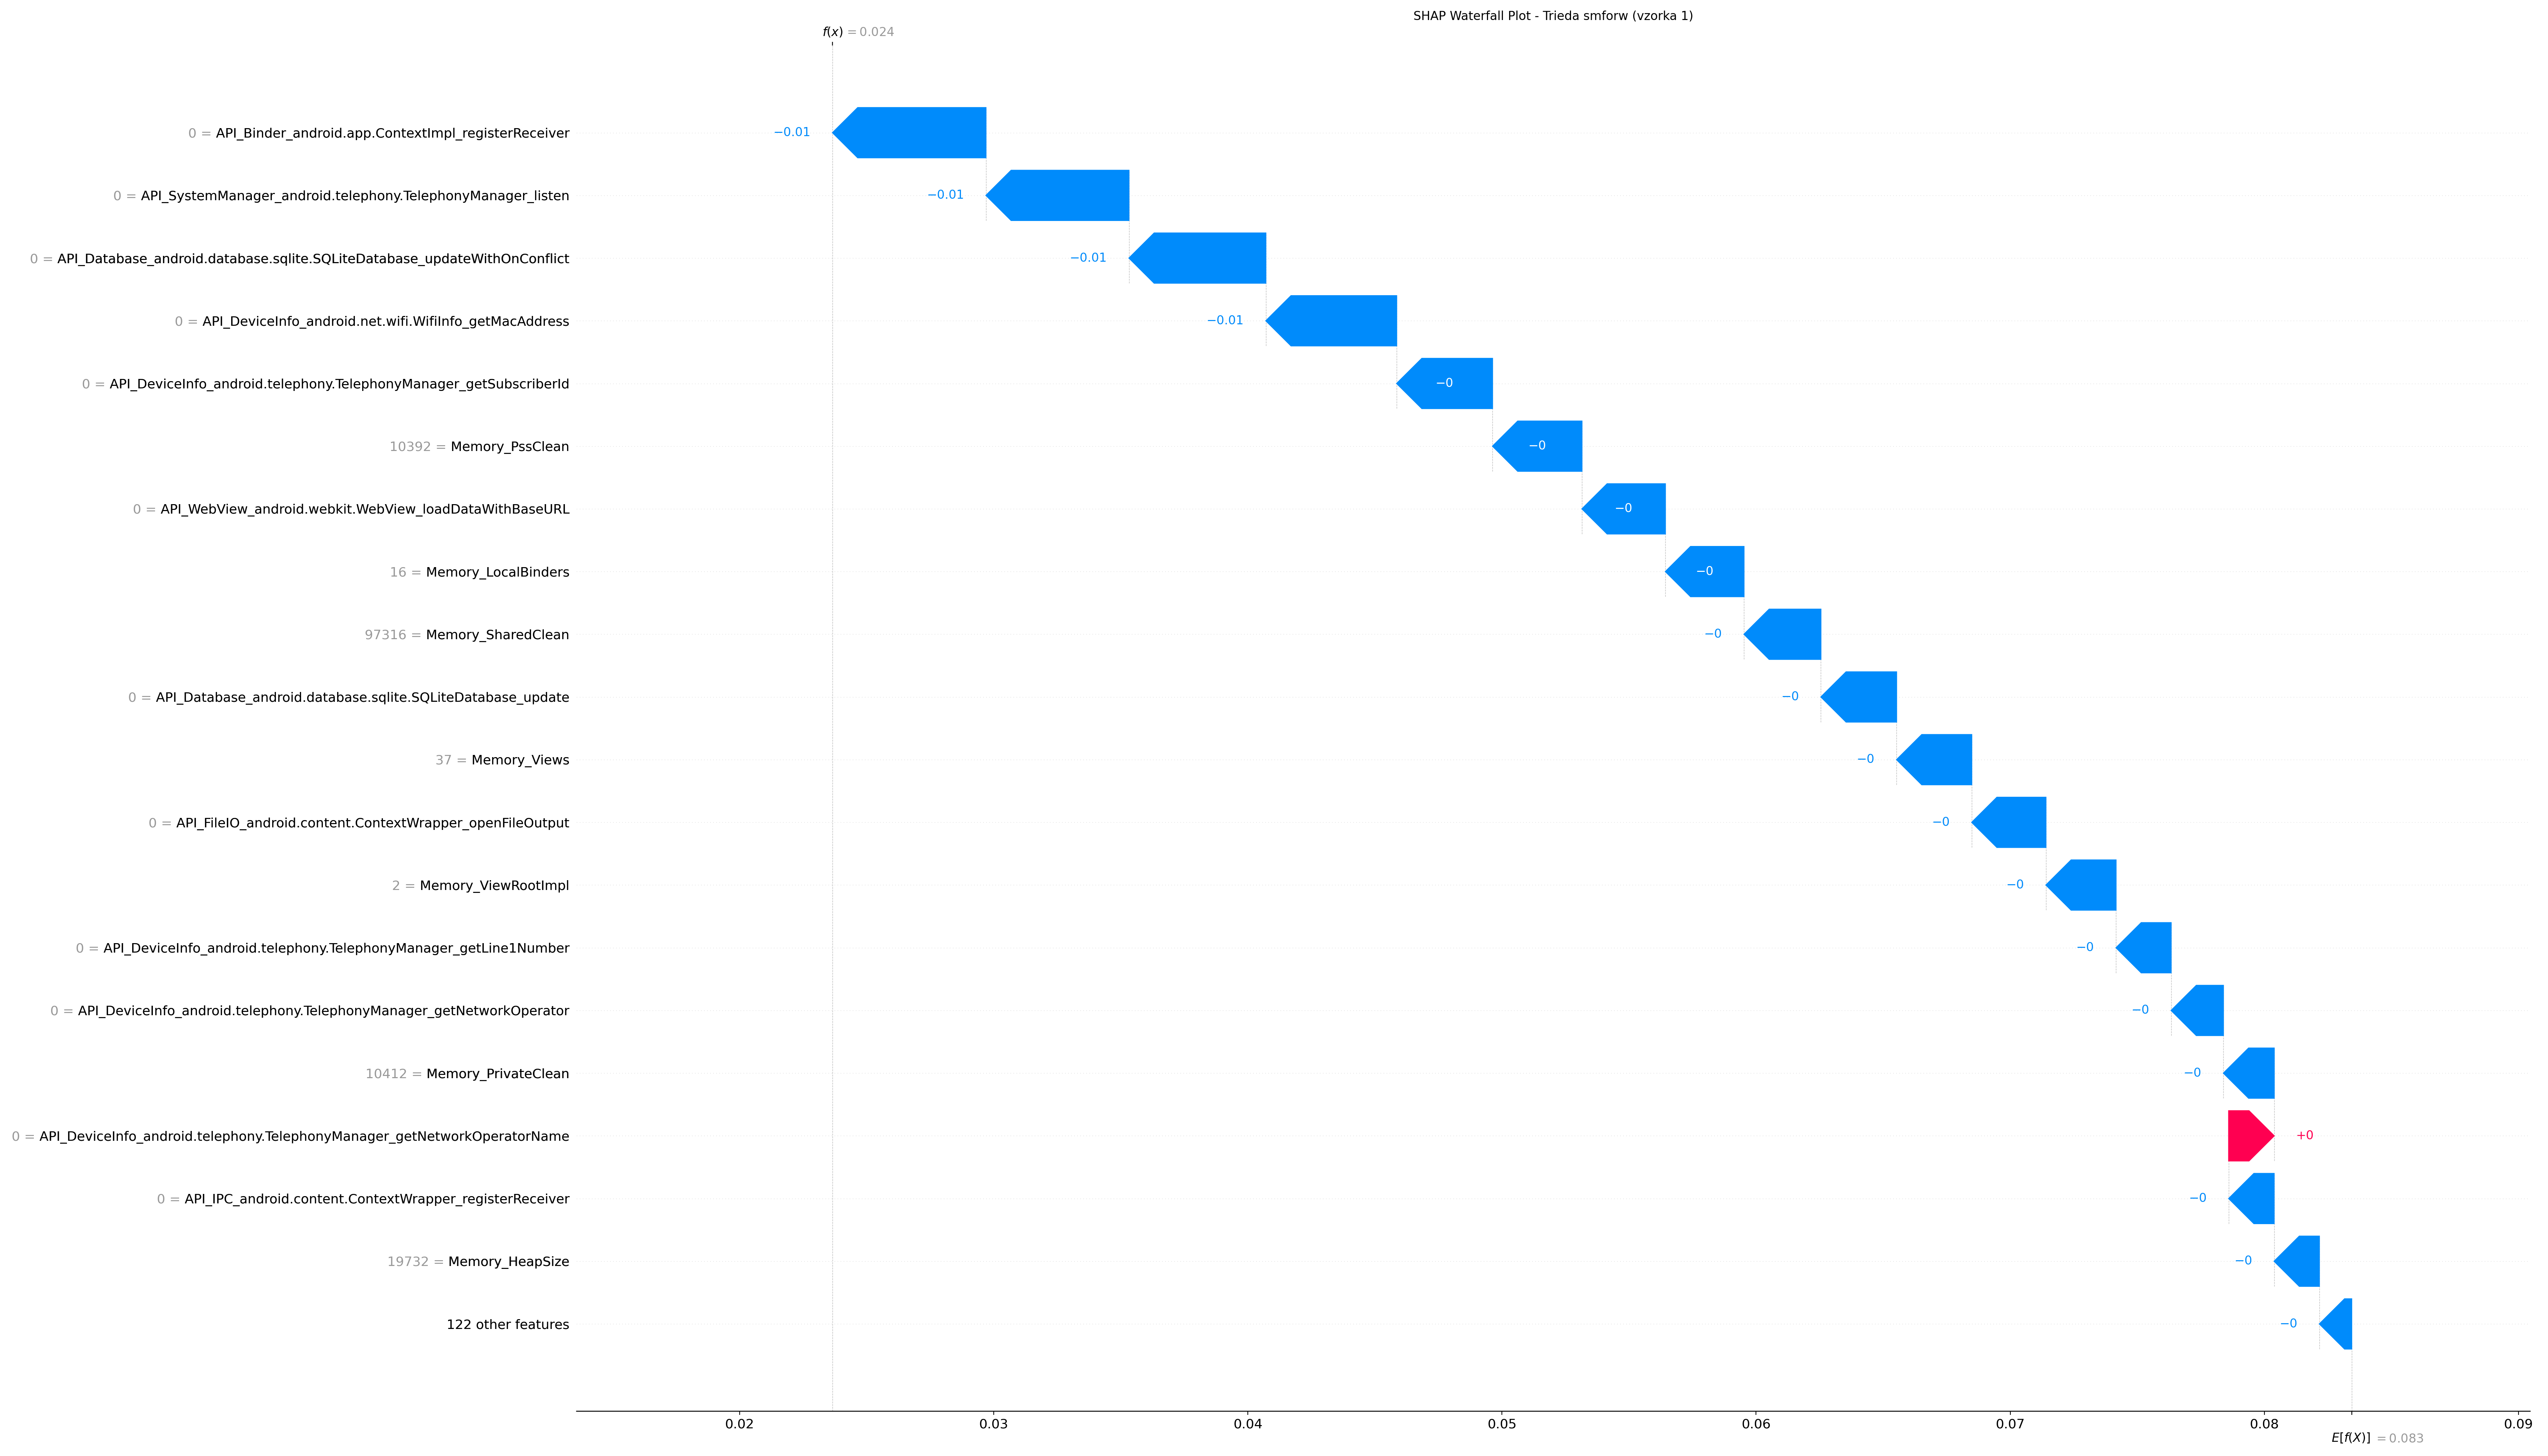 SHAP Waterfall Plot - Trieda smforw (vzorka 1)
f(x) = 0.024
0 = API_Binder_android.app.ContextImpl_registerReceiver −0.01
0 = API_SystemManager_android.telephony.TelephonyManager_listen −0.01
0 = API_Database_android.database.sqlite.SQLiteDatabase_updateWithOnConflict −0.01
0 = API_DeviceInfo_android.net.wifi.WifiInfo_getMacAddress −0.01
0 = API_DeviceInfo_android.telephony.TelephonyManager_getSubscriberId −0
10392 = Memory_PssClean −0
0 = API_WebView_android.webkit.WebView_loadDataWithBaseURL −0
16 = Memory_LocalBinders −0
97316 = Memory_SharedClean −0
0 = API_Database_android.database.sqlite.SQLiteDatabase_update −0
37 = Memory_Views −0
0 = API_FileIO_android.content.ContextWrapper_openFileOutput −0
2 = Memory_ViewRootImpl −0
0 = API_DeviceInfo_android.telephony.TelephonyManager_getLine1Number −0
0 = API_DeviceInfo_android.telephony.TelephonyManager_getNetworkOperator −0
10412 = Memory_PrivateClean −0
0 = API_DeviceInfo_android.telephony.TelephonyManager_getNetworkOperatorName +0
0 = API_IPC_android.content.ContextWrapper_registerReceiver −0
19732 = Memory_HeapSize −0
122 other features −0
0.02 0.03 0.04 0.05 0.06 0.07 0.08 0.09
E[f(X)] = 0.083